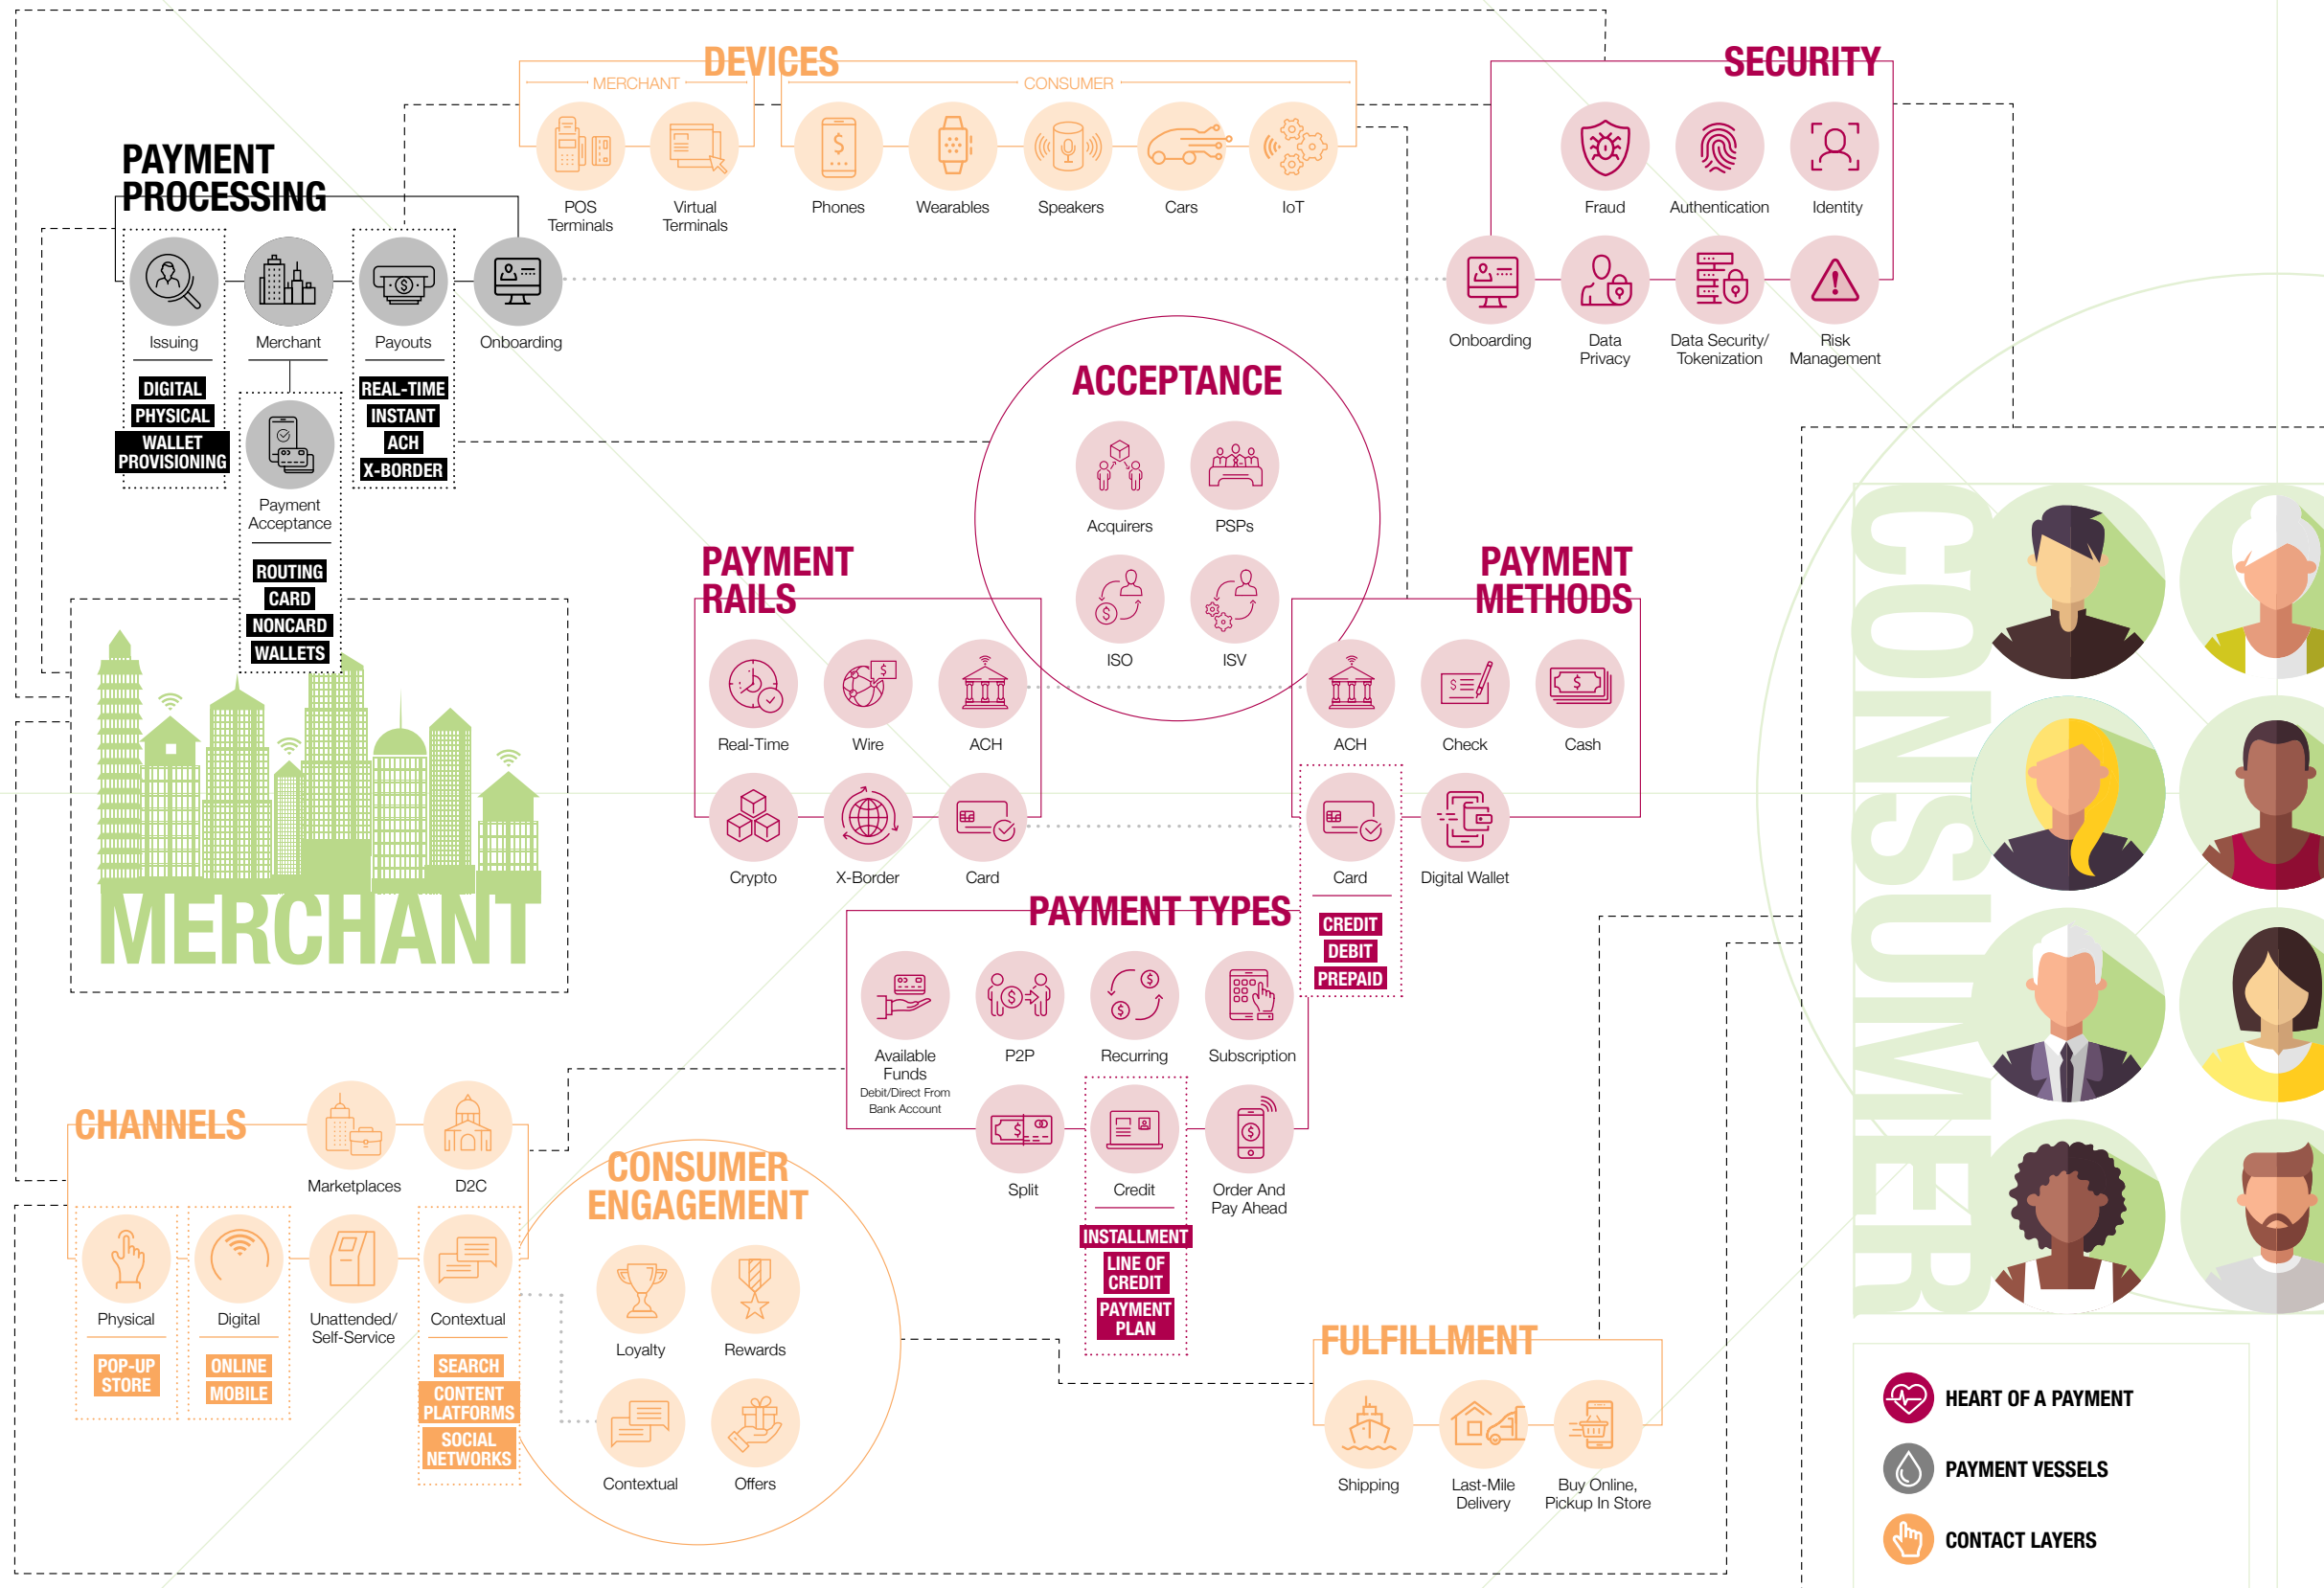 DEVICES
MERCHANT
CONSUMER
POS
Terminals
Virtual
Terminals
Phones
Wearables
Speakers
Cars
IoT
SECURITY
Fraud
Authentication
Identity
Onboarding
Data
Privacy
Data Security/
Tokenization
Risk
Management
PAYMENT
PROCESSING
Issuing
Merchant
Payouts
Onboarding
DIGITAL
PHYSICAL
WALLET
PROVISIONING
REAL-TIME
INSTANT
ACH
X-BORDER
Payment
Acceptance
ROUTING
CARD
NONCARD
WALLETS
MERCHANT
ACCEPTANCE
Acquirers
PSPs
ISO
ISV
PAYMENT
RAILS
Real-Time
Wire
ACH
Crypto
X-Border
Card
PAYMENT
METHODS
ACH
Check
Cash
Card
Digital Wallet
CREDIT
DEBIT
PREPAID
PAYMENT TYPES
Available
Funds
Debit/Direct From
Bank Account
P2P
Recurring
Subscription
Split
Credit
Order And
Pay Ahead
INSTALLMENT
LINE OF
CREDIT
PAYMENT
PLAN
CHANNELS
Marketplaces
D2C
Physical
Digital
Unattended/
Self-Service
Contextual
POP-UP
STORE
ONLINE
MOBILE
SEARCH
CONTENT
PLATFORMS
SOCIAL
NETWORKS
CONSUMER
ENGAGEMENT
Loyalty
Rewards
Contextual
Offers
FULFILLMENT
Shipping
Last-Mile
Delivery
Buy Online,
Pickup In Store
CONSUMER
HEART OF A PAYMENT
PAYMENT VESSELS
CONTACT LAYERS